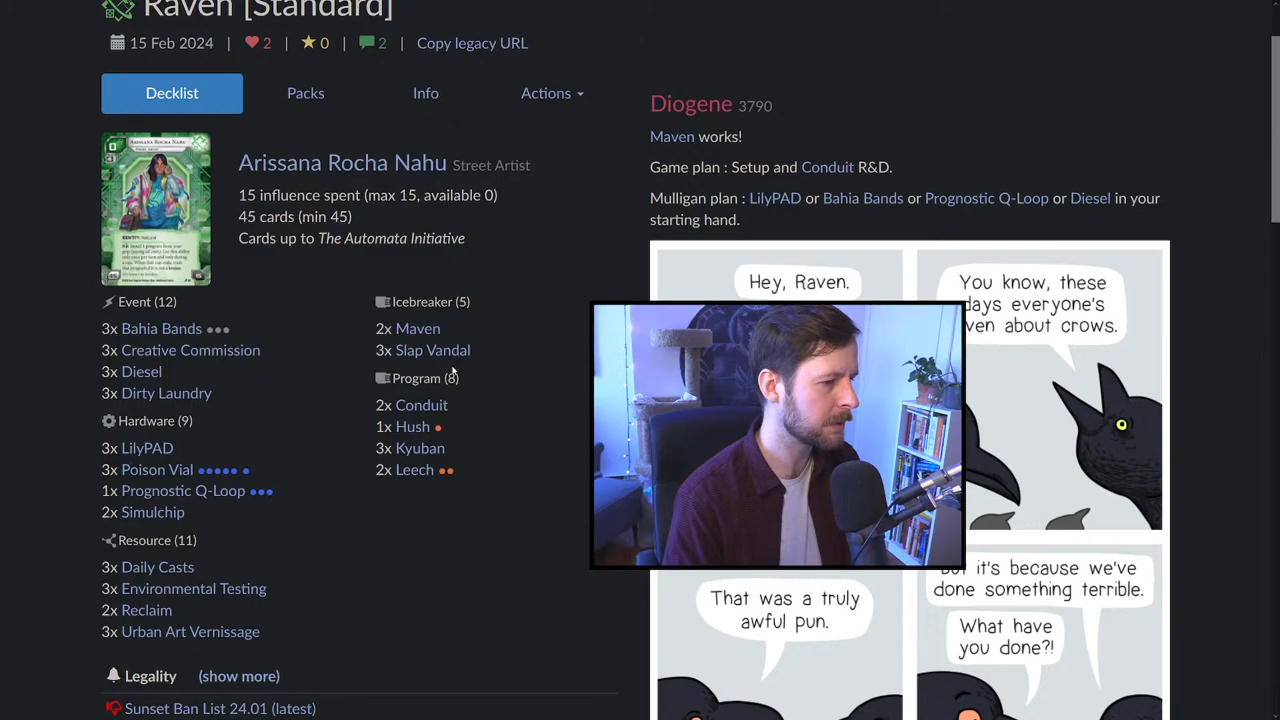 Raven [Standard]
15 Feb 2024 | 2 | 0 | 2 | Copy legacy URL
Decklist Packs Info Actions
Arissana Rocha Nahu Street Artist
15 influence spent (max 15, available 0)
45 cards (min 45)
Cards up to The Automata Initiative
Event (12)
3x Bahia Bands
3x Creative Commission
3x Diesel
3x Dirty Laundry
Hardware (9)
3x LilyPAD
3x Poison Vial
1x Prognostic Q-Loop
2x Simulchip
Resource (11)
3x Daily Casts
3x Environmental Testing
2x Reclaim
3x Urban Art Vernissage
Icebreaker (5)
2x Maven
3x Slap Vandal
Program (8)
2x Conduit
1x Hush
3x Kyuban
2x Leech
Legality (show more)
Sunset Ban List 24.01 (latest)
Diogene 3790
Maven works!
Game plan : Setup and Conduit R&D.
Mulligan plan : LilyPAD or Bahia Bands or Prognostic Q-Loop or Diesel in your
starting hand.
Hey, Raven.
You know, these
days everyone's
ven about crows.
That was a truly
awful pun.
But it's because we've
done something terrible.
What have
you done?!